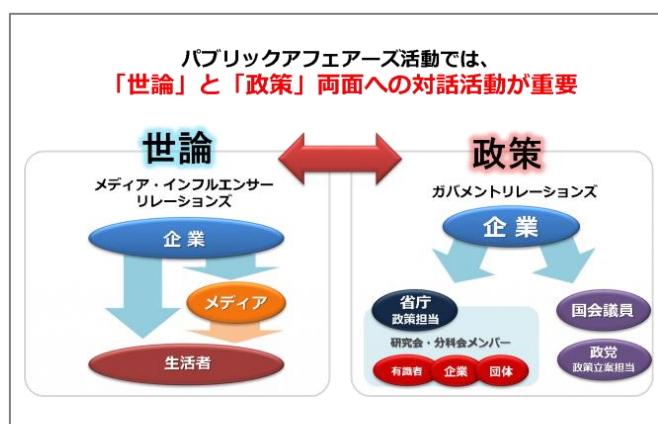 パブリックアフェアーズ活動では、
「世論」と「政策」両面への対話活動が重要
世論
メディア・インフルエンサー
リレーションズ
企業
メディア
生活者
政策
ガバメントリレーションズ
企業
省庁
政策担当
研究会・分科会メンバー
有識者
企業
団体
国会議員
政党
政策立案担当